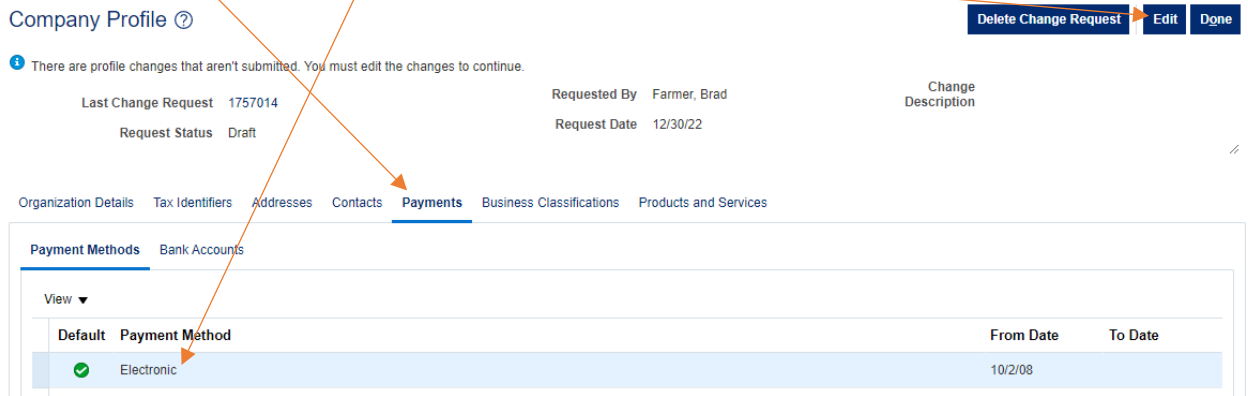 Company Profile ?
Delete Change Request Edit Done
There are profile changes that aren't submitted. You must edit the changes to continue.
Last Change Request 1757014
Requested By Farmer, Brad
Change Description
Request Status Draft
Request Date 12/30/22
Organization Details Tax Identifiers Addresses Contacts Payments Business Classifications Products and Services
Payment Methods Bank Accounts
View
Default Payment Method From Date To Date
Electronic 10/2/08